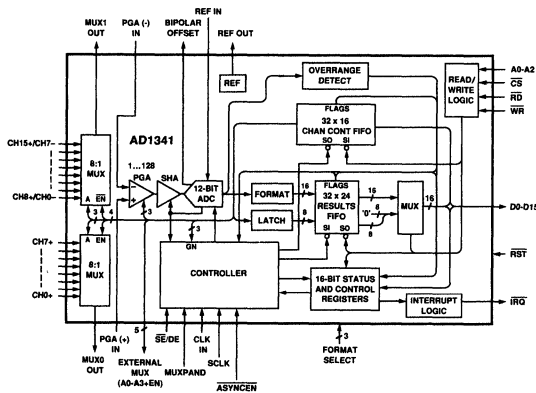 MUX1 OUT
PGA (-) IN
BIPOLAR OFFSET
REF IN
REF OUT
REF
OVERRANGE DETECT
READ/ WRITE LOGIC
A0-A2
CS
RD
WR
AD1341
FLAGS
32 x 16
CHAN CONT FIFO
SO SI
CH15+/CH7-
CH8+/CH0-
8:1 MUX
A EN
1...128
PGA
SHA
12-BIT ADC
3
4
3
GN
3
FORMAT
16
LATCH
8
FLAGS
32 x 24
RESULTS FIFO
SI SO
16
'0'
8
8
MUX
16
D0-D15
CH7+
CH0+
A EN
8:1 MUX
CONTROLLER
16-BIT STATUS AND CONTROL REGISTERS
INTERRUPT LOGIC
RST
IRQ
MUX0 OUT
PGA (+) IN
5
EXTERNAL MUX (A0-A3+EN)
SE/DE
MUXPAND
CLK IN
SCLK
ASYNCEN
3
FORMAT SELECT